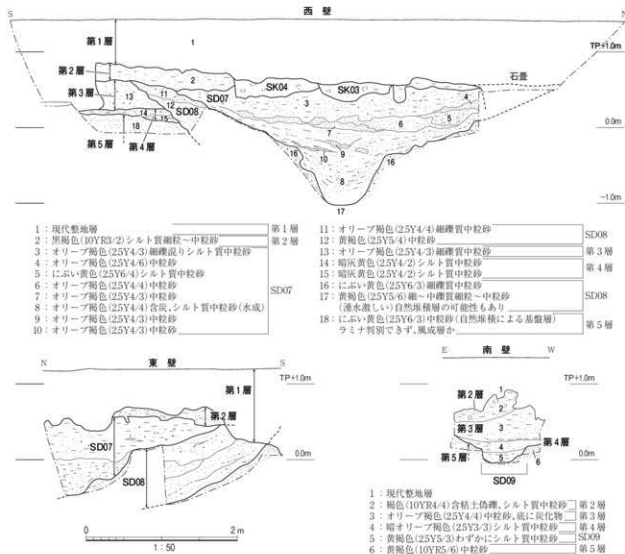 西壁
S
N
第1層
1
TP+1.0m
第2層
2
SK04
SK03
石畳
第3層
13
11
SD07
3
4
12
SD08
7
6
5
0.0m
14
15
9
18
16
10
16
第5層
第4層
8
17
-1.0m
1：現代整地層
第1層
2：黒褐色(10YR3/2)シルト質細粒～中粒砂
第2層
3：オリーブ褐色(2.5Y4/3)細礫混りシルト質中粒砂
4：オリーブ褐色(2.5Y4/6)中粒砂
5：にぶい黄色(2.5Y6/4)シルト質中粒砂
6：オリーブ褐色(2.5Y4/4)中粒砂
7：オリーブ褐色(2.5Y4/3)中粒砂
8：オリーブ褐色(2.5Y4/4)含炭、シルト質中粒砂(水成)
9：オリーブ褐色(2.5Y4/4)中粒砂
10：オリーブ褐色(2.5Y4/3)中粒砂
SD07
11：オリーブ褐色(2.5Y4/4)細礫質中粒砂
12：黄褐色(2.5Y5/4)中粒砂
SD08
13：オリーブ褐色(2.5Y4/3)細礫質中粒砂
第3層
14：暗灰黄色(2.5Y4/2)シルト質中粒砂
15：暗灰黄色(2.5Y4/2)シルト質中粒砂
第4層
16：にぶい黄色(2.5Y6/3)細礫質中粒砂
17：黄褐色(2.5Y5/6)細～中礫質細粒～中粒砂
(湧水激しい)自然堆積層の可能性もあり
SD08
18：にぶい黄色(2.5Y6/3)中粒砂(自然堆積による基盤層)
ラミナ判別できず、風成層か
第5層
東壁
N
S
第1層
TP+1.0m
第2層
SD07
SD08
0.0m
0
2m
1：50
南壁
E
W
TP+1.0m
第2層
1
2
第3層
3
第4層
4
第5層
5
6
0.0m
SD09
1：現代整地層
2：褐色(10YR4/4)含粘土偽礫、シルト質中粒砂
第2層
3：オリーブ褐色(2.5Y4/4)中粒砂、底に炭化物
第3層
4：暗オリーブ褐色(2.5Y3/3)シルト質中粒砂
第4層
5：黄褐色(2.5Y5/3)わずかにシルト質中粒砂
SD09
6：黄褐色(10YR5/6)中粒砂
第5層